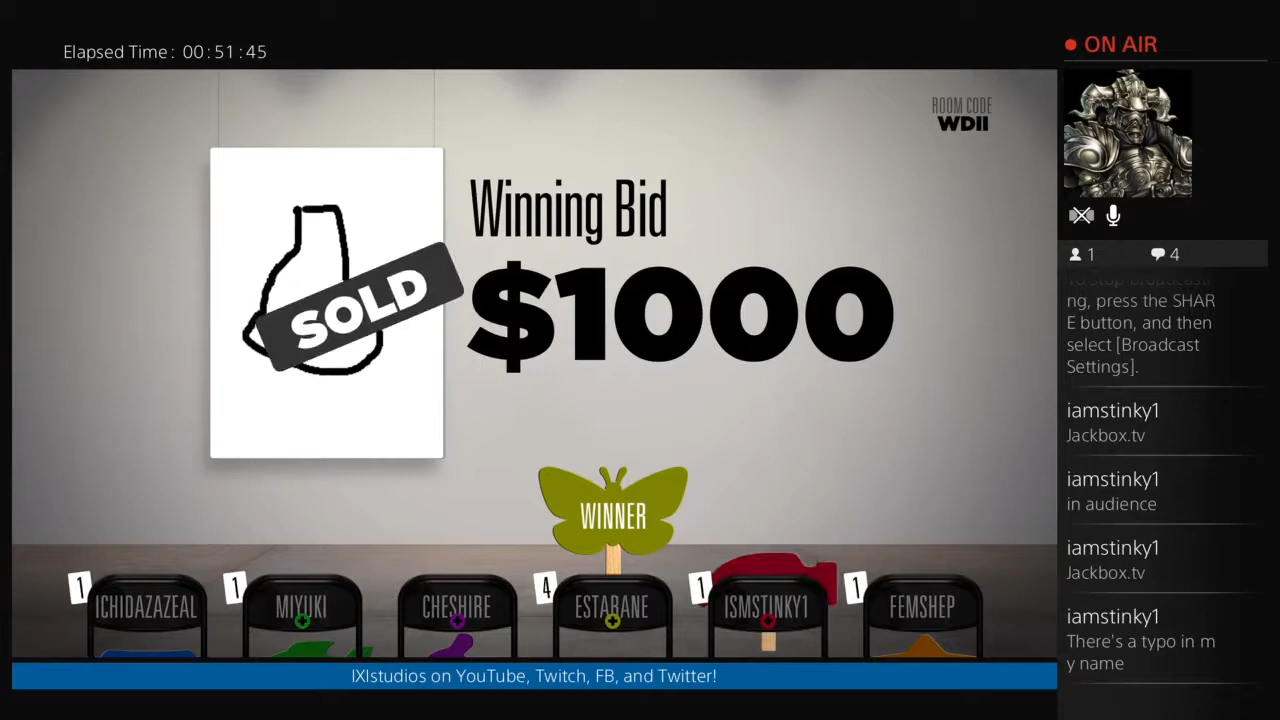 Elapsed Time: 00:51:45
ON AIR
ROOM CODE
WDII
Winning Bid
$1000
SOLD
WINNER
1
ICHIDAZAZEAL
1
MIYUKI
CHESHIRE
4
ESTABANE
1
ISMSTINKY1
1
FEMSHEP
IXIstudios on YouTube, Twitch, FB, and Twitter!
1
4
To stop broadcasti
ng, press the SHAR
E button, and then
select [Broadcast
Settings].
iamstinky1
Jackbox.tv
iamstinky1
in audience
iamstinky1
Jackbox.tv
iamstinky1
There's a typo in m
y name